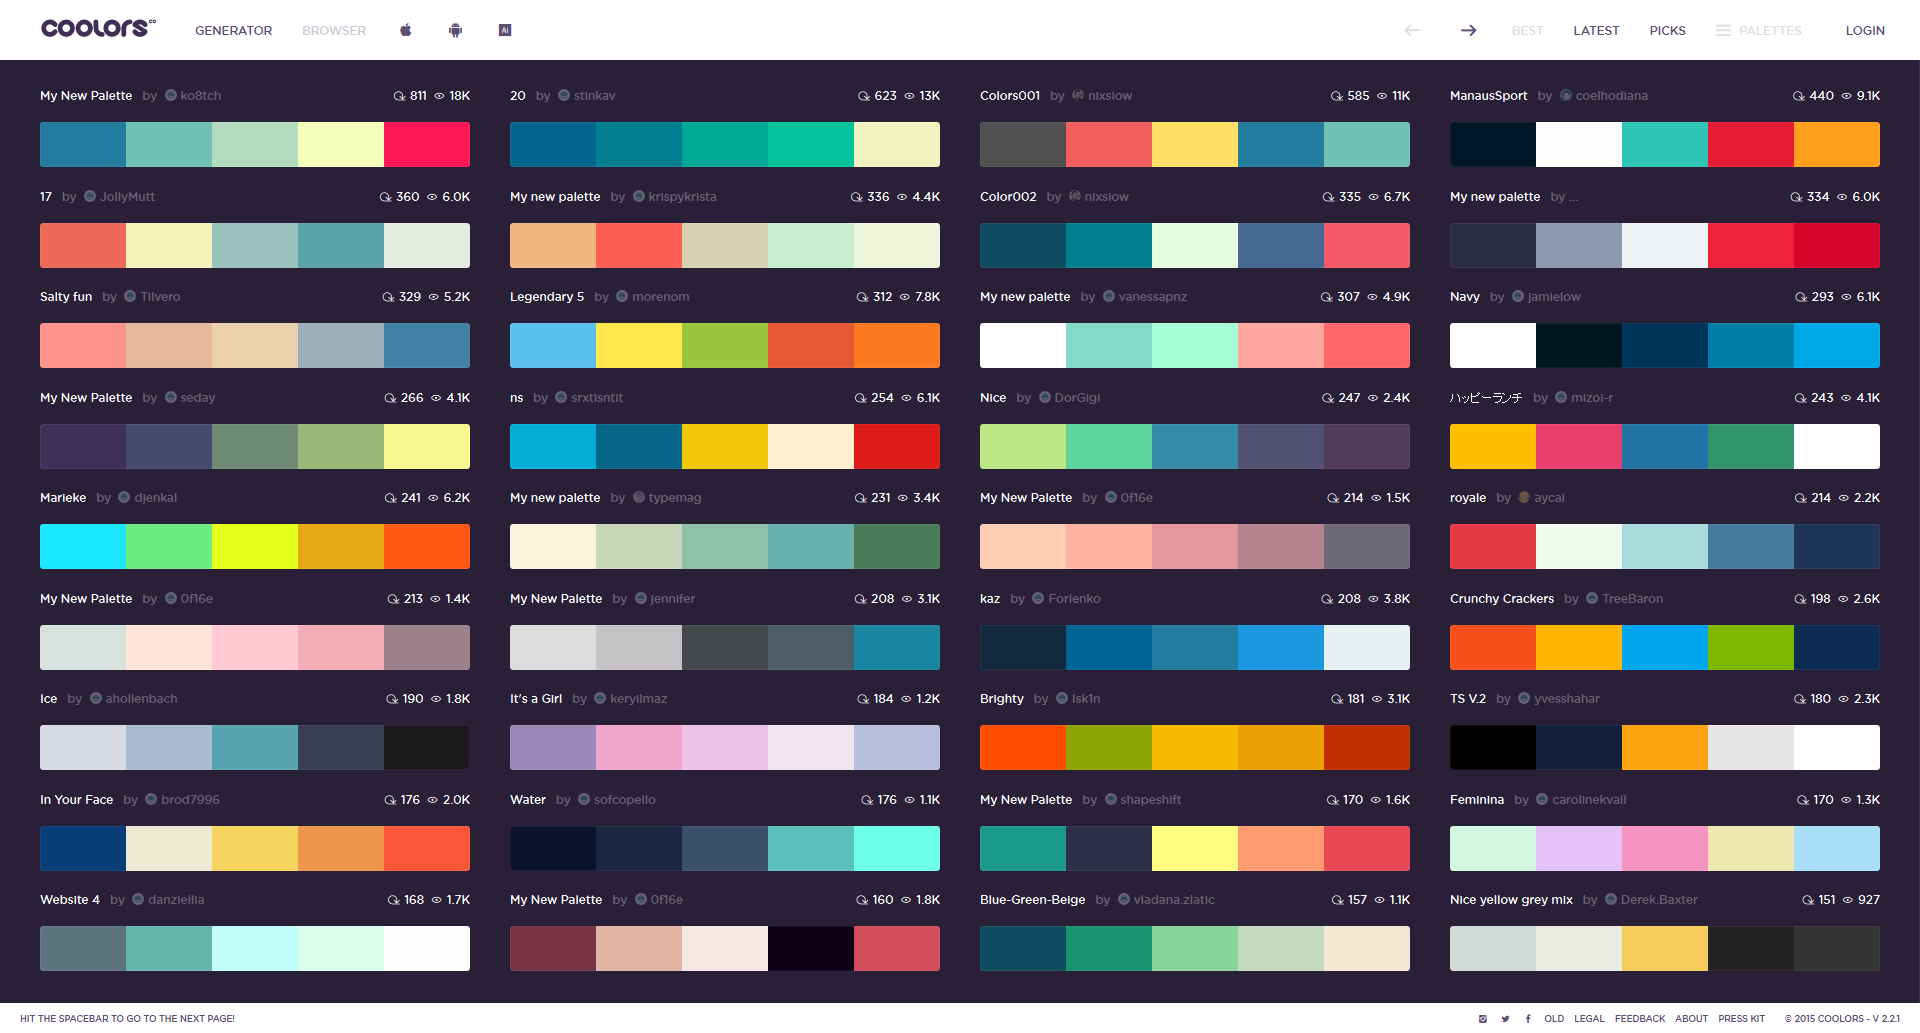 COOLORS.CO GENERATOR BROWSER Ai BEST LATEST PICKS PALETTES LOGIN
My New Palette by ko8tch 811 18K
20 by stinkav 623 13K
Colors001 by nixslow 585 11K
ManausSport by coelhodiana 440 9.1K
17 by JollyMutt 360 6.0K
My new palette by krispykrista 336 4.4K
Color002 by nixslow 335 6.7K
My new palette by ... 334 6.0K
Salty fun by Tilvero 329 5.2K
Legendary 5 by morenom 312 7.8K
My new palette by vanessapnz 307 4.9K
Navy by jamielow 293 6.1K
My New Palette by seday 266 4.1K
ns by srxtisntit 254 6.1K
Nice by DorGigi 247 2.4K
ハッピーランチ by mizoi-r 243 4.1K
Marieke by djenkal 241 6.2K
My new palette by typemag 231 3.4K
My New Palette by 0f16e 214 1.5K
royale by aycai 214 2.2K
My New Palette by 0f16e 213 1.4K
My New Palette by jennifer 208 3.1K
kaz by Forlenko 208 3.8K
Crunchy Crackers by TreeBaron 198 2.6K
Ice by ahollenbach 190 1.8K
It's a Girl by keryilmaz 184 1.2K
Brighty by Isk1n 181 3.1K
TS V.2 by yvesshahar 180 2.3K
In Your Face by brod7996 176 2.0K
Water by sofcopello 176 1.1K
My New Palette by shapeshift 170 1.6K
Feminina by carolinekvall 170 1.3K
Website 4 by danziellia 168 1.7K
My New Palette by 0f16e 160 1.8K
Blue-Green-Beige by vladana.zlatic 157 1.1K
Nice yellow grey mix by Derek.Baxter 151 927
HIT THE SPACEBAR TO GO TO THE NEXT PAGE! OLD LEGAL FEEDBACK ABOUT PRESS KIT © 2015 COOLORS - V 2.2.1